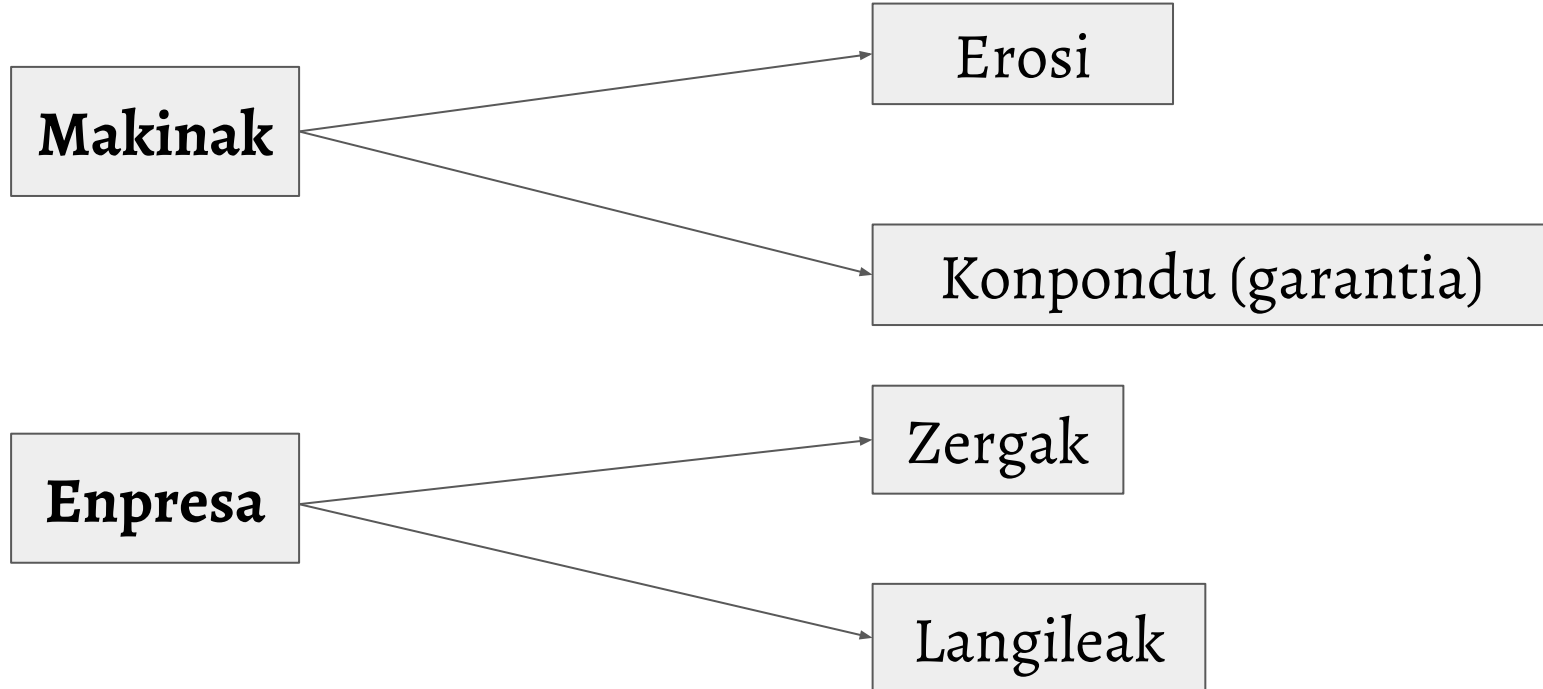 Makinak
Erosi
Konpondu (garantia)
Enpresa
Zergak
Langileak